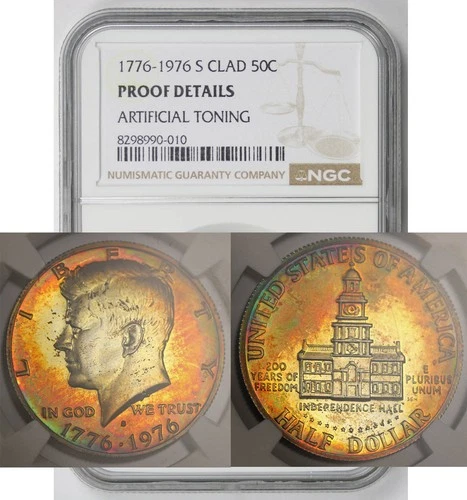 1776-1976 S CLAD 50C
PROOF DETAILS
ARTIFICIAL TONING
8298990-010
NUMISMATIC GUARANTY COMPANY NGC
LIBERTY
IN GOD WE TRUST
S
1776·1976
UNITED STATES OF AMERICA
200
YEARS OF
FREEDOM
E
PLURIBUS
UNUM
INDEPENDENCE HALL
HALF DOLLAR